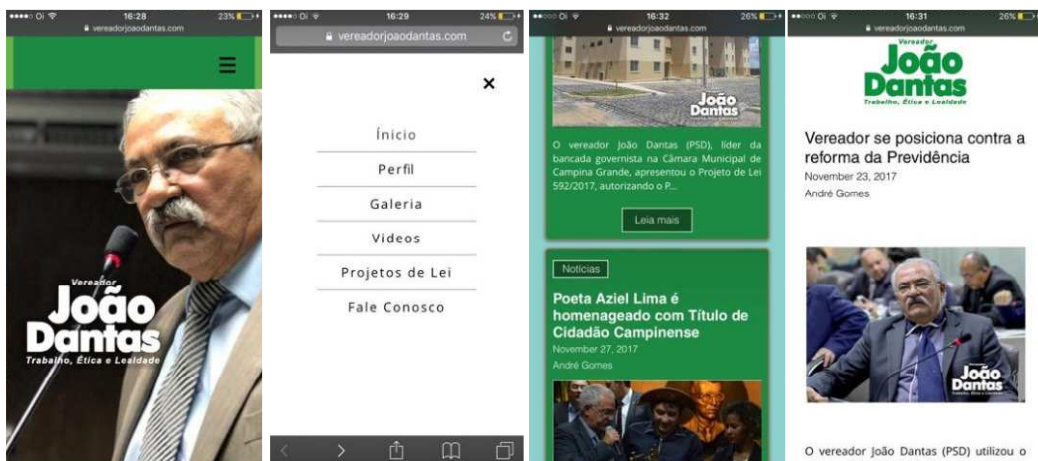 Oi
16:28
23%
vereadorjoaodantas.com
Vereador
João
Dantas
Trabalho, Ética e Lealdade
Oi
16:29
24%
vereadorjoaodantas.com
Ínicio
Perfil
Galeria
Videos
Projetos de Lei
Fale Conosco
Oi
16:32
26%
vereadorjoaodantas.com
João
Dantas
O vereador João Dantas (PSD), líder da
bancada governista na Câmara Municipal de
Campina Grande, apresentou o Projeto de Lei
592/2017, autorizando o P...
Leia mais
Notícias
Poeta Aziel Lima é
homenageado com Título de
Cidadão Campinense
November 27, 2017
André Gomes
Oi
16:31
26%
vereadorjoaodantas.com
Vereador
João
Dantas
Trabalho, Ética e Lealdade
Vereador se posiciona contra a
reforma da Previdência
November 23, 2017
André Gomes
João
Dantas
O vereador João Dantas (PSD) utilizou o